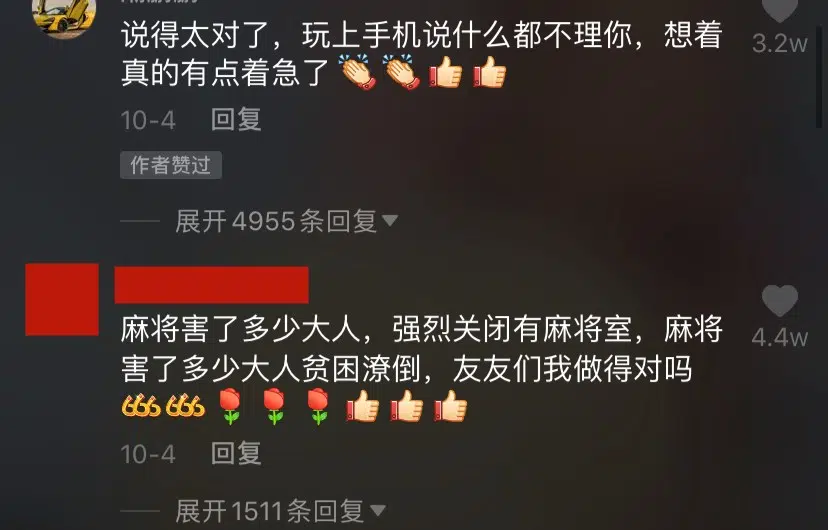 说得太对了，玩上手机说什么都不理你，想着
真的有点着急了👏👏👍👍
3.2w
10-4 回复
作者赞过
展开4955条回复
麻将害了多少大人，强烈关闭有麻将室，麻将
害了多少大人贫困潦倒，友友们我做得对吗
666 666🌹🌹🌹👍👍👍
4.4w
10-4 回复
展开1511条回复